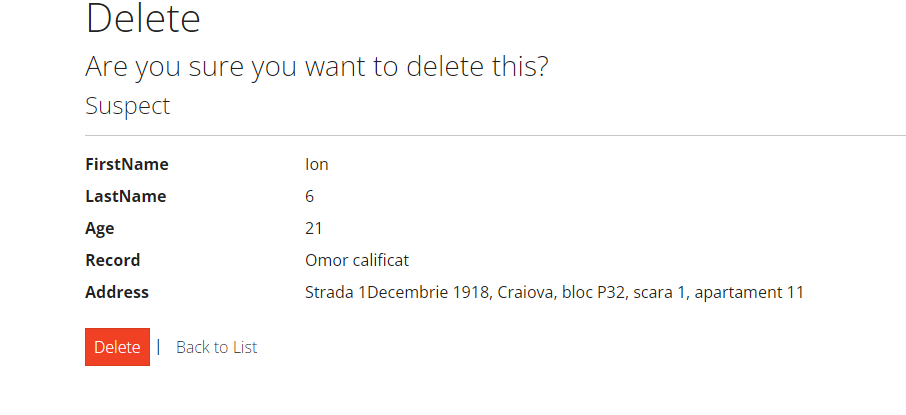 Delete
Are you sure you want to delete this?
Suspect
FirstName Ion
LastName 6
Age 21
Record Omor calificat
Address Strada 1Decembrie 1918, Craiova, bloc P32, scara 1, apartament 11
Delete | Back to List